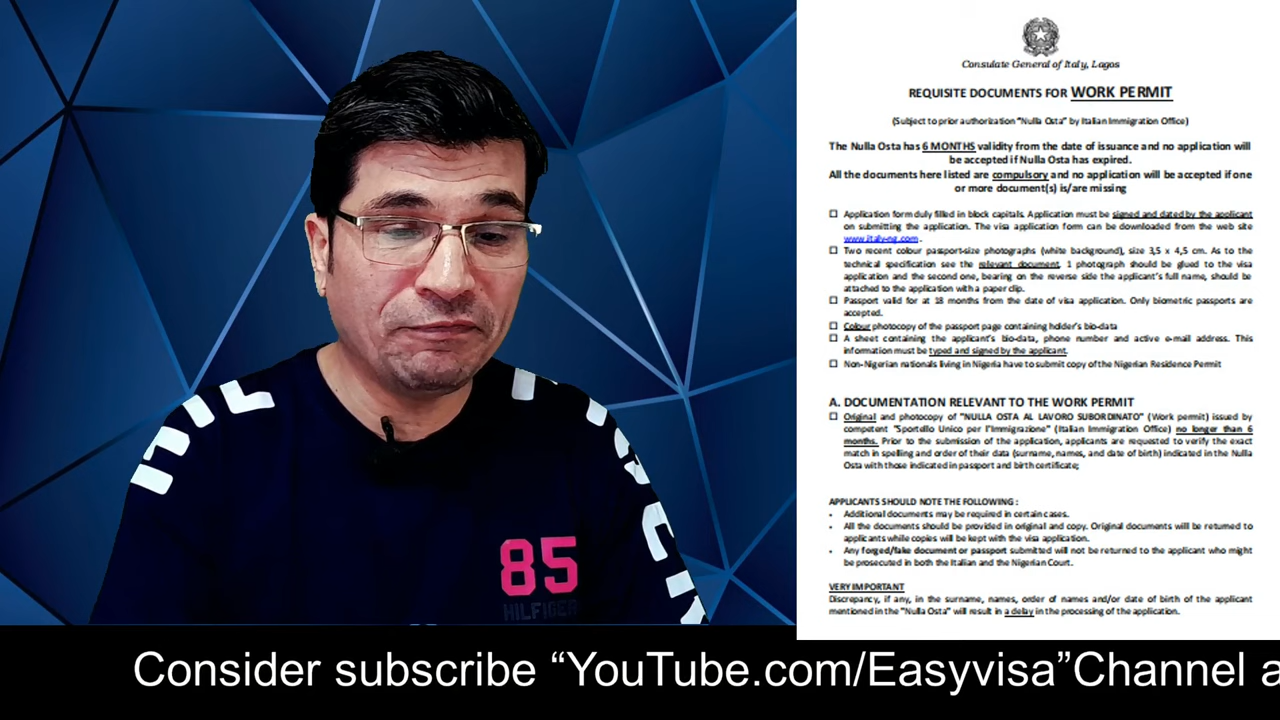 Consulate General of Italy, Lagos
REQUISITE DOCUMENTS FOR WORK PERMIT
(Subject to prior authorization "Nulla Osta" by Italian Immigration Office)
The Nulla Osta has 6 MONTHS validity from the date of issuance and no application will
be accepted if Nulla Osta has expired.
All the documents here listed are compulsory and no application will be accepted if one
or more document(s) is/are missing
☐ Application form duly filled in block capitals. Application must be signed and dated by the applicant
on submitting the application. The visa application form can be downloaded from the web site
www.italy-ng.com.
☐ Two recent colour passport-size photographs (white background), size 3,5 x 4,5 cm. As to the
technical specification see the relevant document. 1 photograph should be glued to the visa
application and the second one, bearing on the reverse side the applicant's full name, should be
attached to the application with a paper clip.
☐ Passport valid for at 18 months from the date of visa application. Only biometric passports are
accepted.
☐ Colour photocopy of the passport page containing holder's bio-data
☐ A sheet containing the applicant's bio-data, phone number and active e-mail address. This
information must be typed and signed by the applicant.
☐ Non-Nigerian nationals living in Nigeria have to submit copy of the Nigerian Residence Permit
A. DOCUMENTATION RELEVANT TO THE WORK PERMIT
☐ Original and photocopy of "NULLA OSTA AL LAVORO SUBORDINATO" (Work permit) issued by
competent "Sportello Unico per l'Immigrazione" (Italian Immigration Office) no longer than 6
months. Prior to the submission of the application, applicants are requested to verify the exact
match in spelling and order of their data (surname, names, and date of birth) indicated in the Nulla
Osta with those indicated in passport and birth certificate;
APPLICANTS SHOULD NOTE THE FOLLOWING :
• Additional documents may be required in certain cases.
• All the documents should be provided in original and copy. Original documents will be returned to
applicants while copies will be kept with the visa application.
• Any forged/fake document or passport submitted will not be returned to the applicant who might
be prosecuted in both the Italian and the Nigerian Court.
VERY IMPORTANT
Discrepancy, if any, in the surname, names, order of names and/or date of birth of the applicant
mentioned in the "Nulla Osta" will result in a delay in the processing of the application.
85
HILFIGER
Consider subscribe “YouTube.com/Easyvisa”Channel a